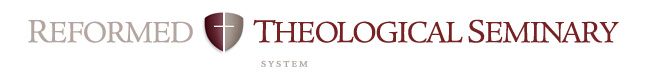 REFORMED THEOLOGICAL SEMINARY
SYSTEM